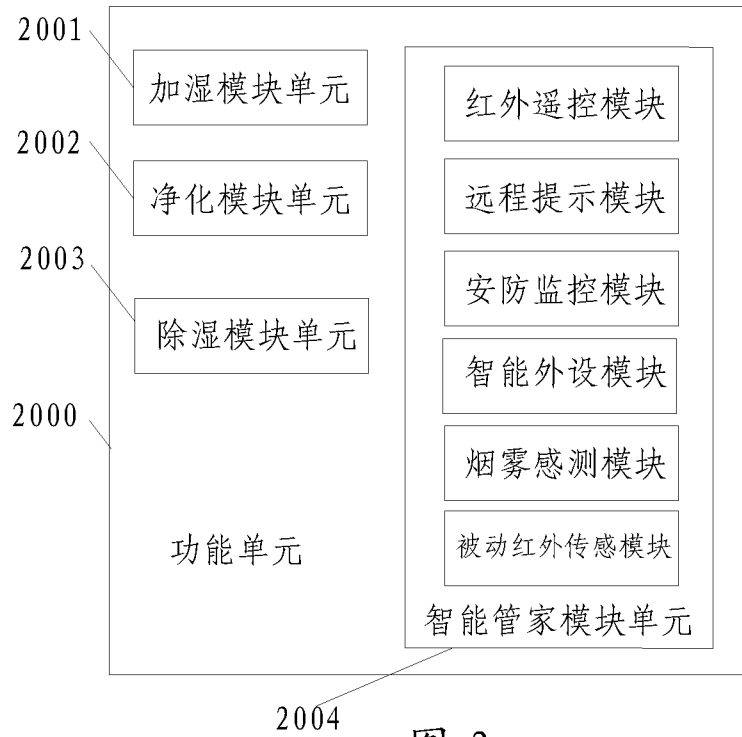 2001
加湿模块单元
2002
净化模块单元
2003
除湿模块单元
2000
功能单元
红外遥控模块
远程提示模块
安防监控模块
智能外设模块
烟雾感测模块
被动红外传感模块
智能管家模块单元
2004